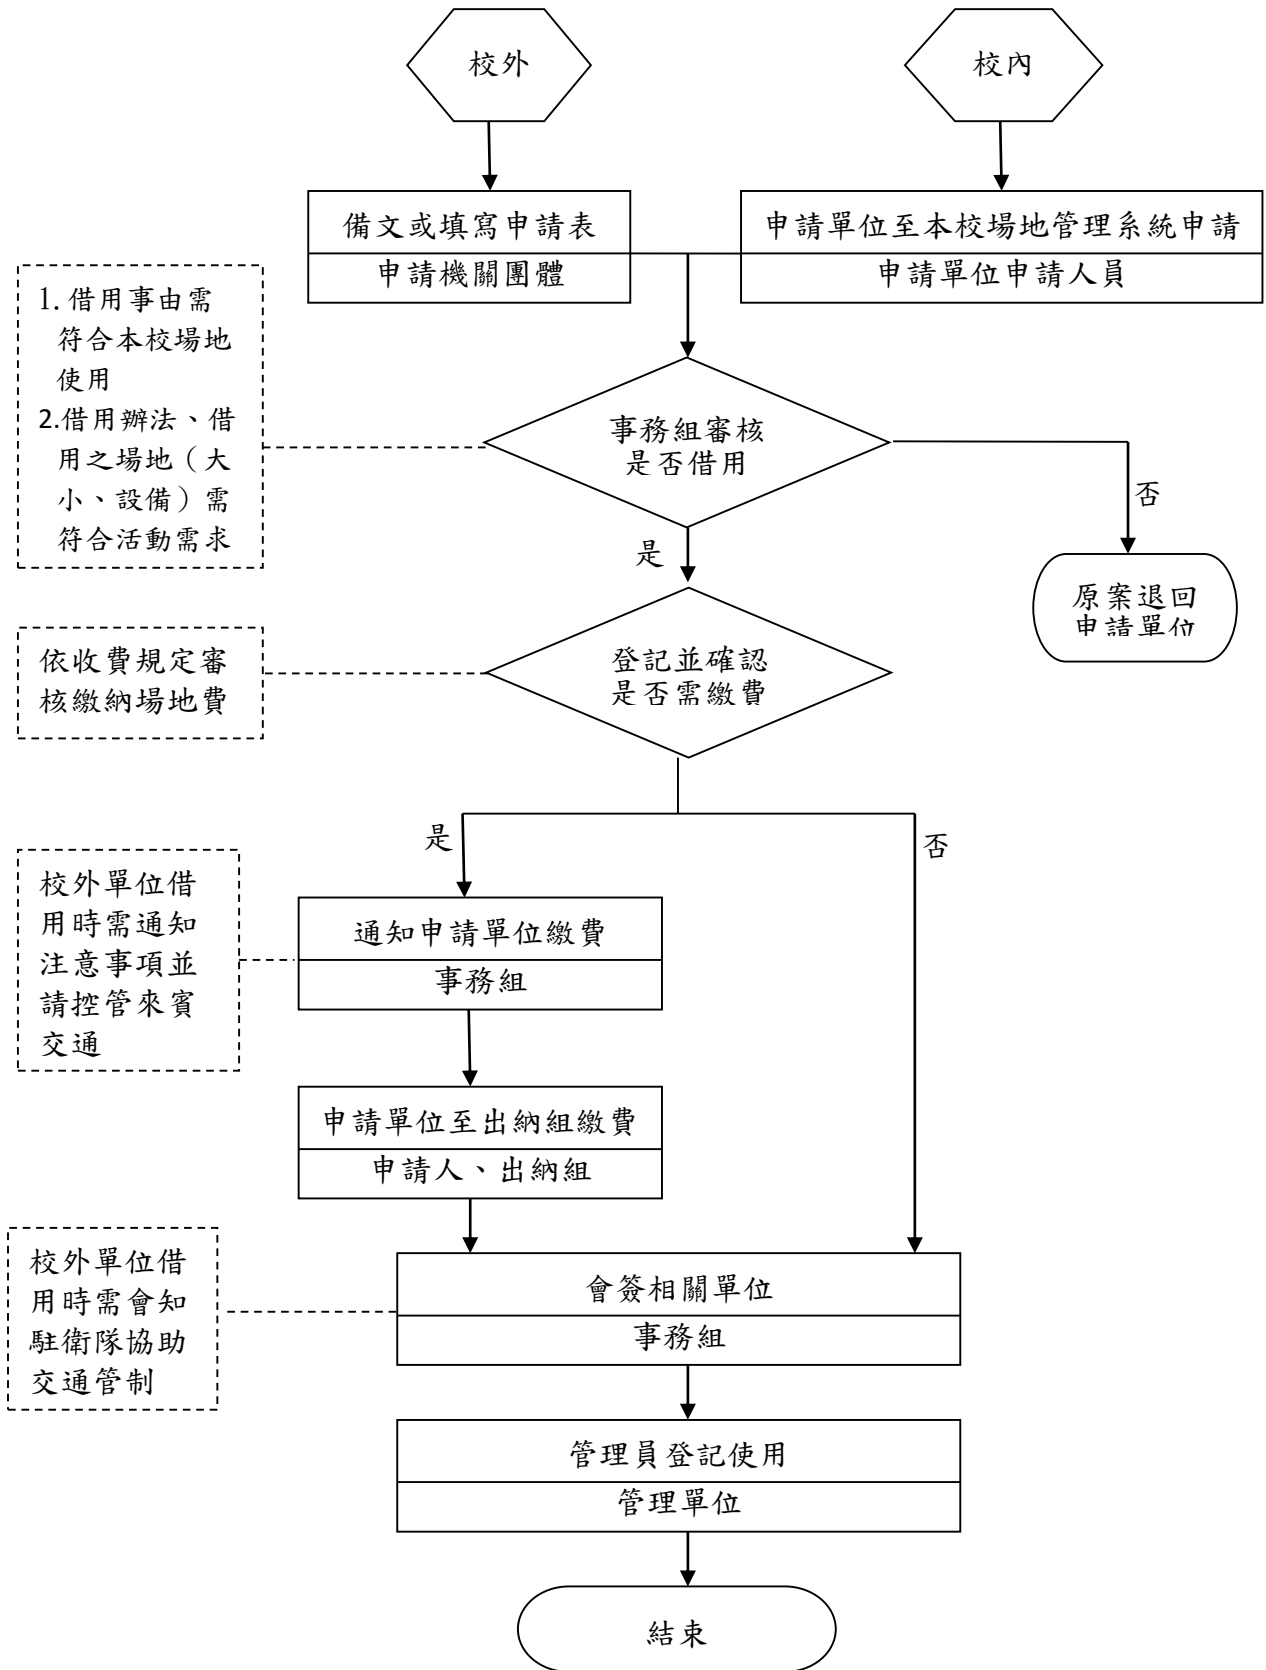 校外
校內
備文或填寫申請表
申請機關團體
申請單位至本校場地管理系統申請
申請單位申請人員
1. 借用事由需
符合本校場地
使用
2.借用辦法、借
用之場地（大
小、設備）需
符合活動需求
事務組審核
是否借用
否
是
原案退回
申請單位
依收費規定審
核繳納場地費
登記並確認
是否需繳費
是
否
校外單位借
用時需通知
注意事項並
請控管來賓
交通
通知申請單位繳費
事務組
申請單位至出納組繳費
申請人、出納組
校外單位借
用時需會知
駐衛隊協助
交通管制
會簽相關單位
事務組
管理員登記使用
管理單位
結束